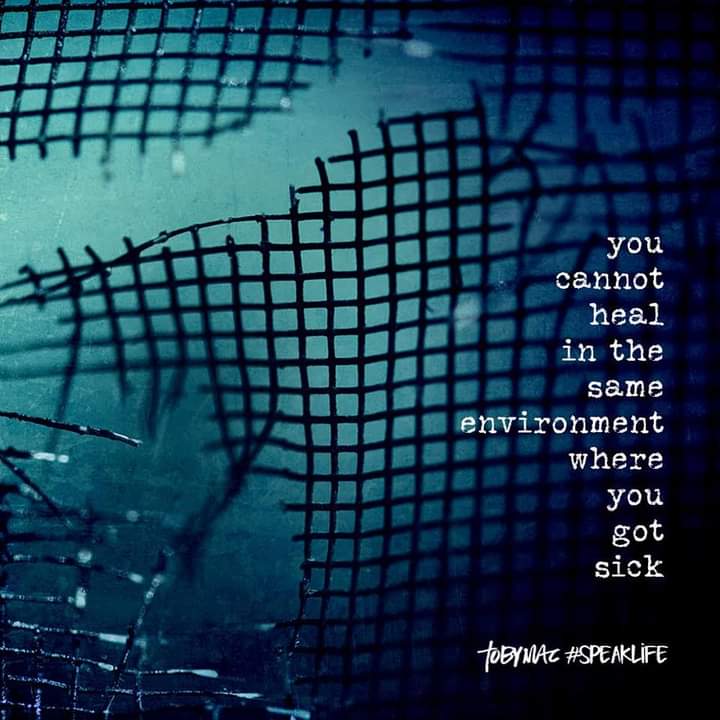 you
cannot
heal
in the
same
environment
where
you
got
sick
tobyMac #SPEAKLIFE